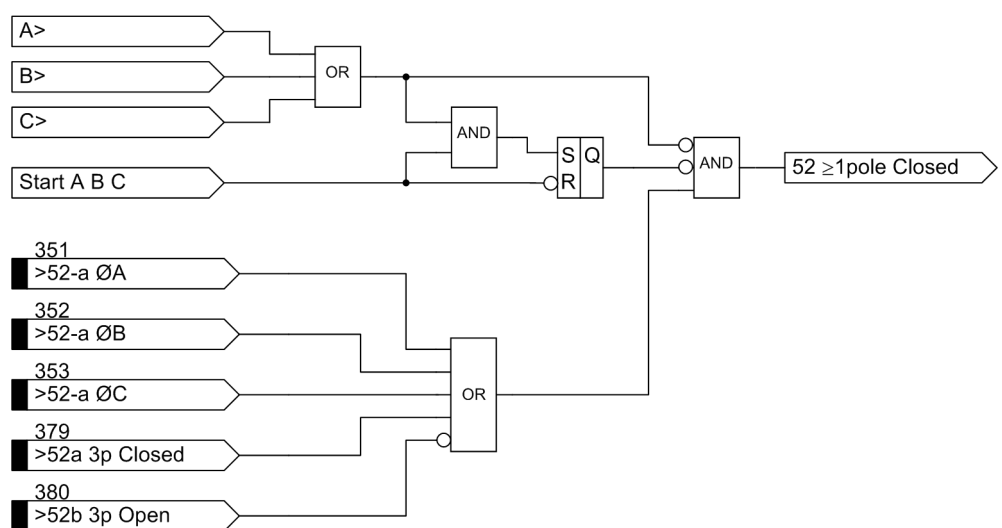 A>
B>
C>
Start A B C
OR
AND
S Q
R
AND
52 ≥1pole Closed
351
>52-a ØA
352
>52-a ØB
353
>52-a ØC
379
>52a 3p Closed
380
>52b 3p Open
OR